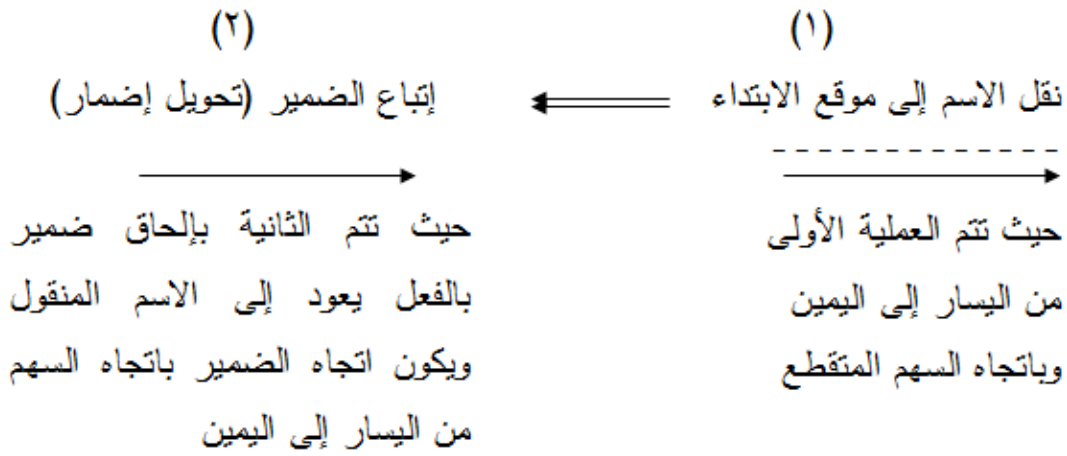 (١)
نقل الاسم إلى موقع الابتداء
حيث تتم العملية الأولى
من اليسار إلى اليمين
وباتجاه السهم المتقطع
(٢)
إتباع الضمير (تحويل إضمار)
حيث تتم الثانية بإلحاق ضمير
بالفعل يعود إلى الاسم المنقول
ويكون اتجاه الضمير باتجاه السهم
من اليسار إلى اليمين